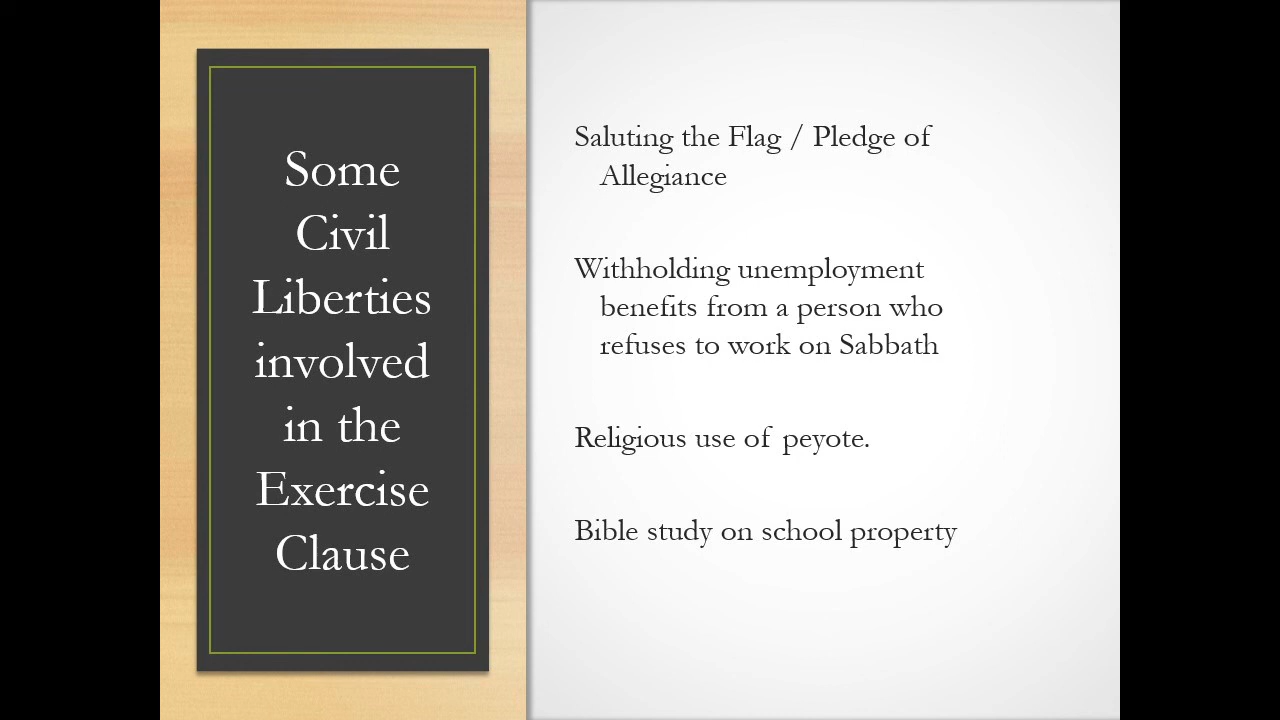 Some
Civil
Liberties
involved
in the
Exercise
Clause
Saluting the Flag / Pledge of
Allegiance
Withholding unemployment
benefits from a person who
refuses to work on Sabbath
Religious use of peyote.
Bible study on school property